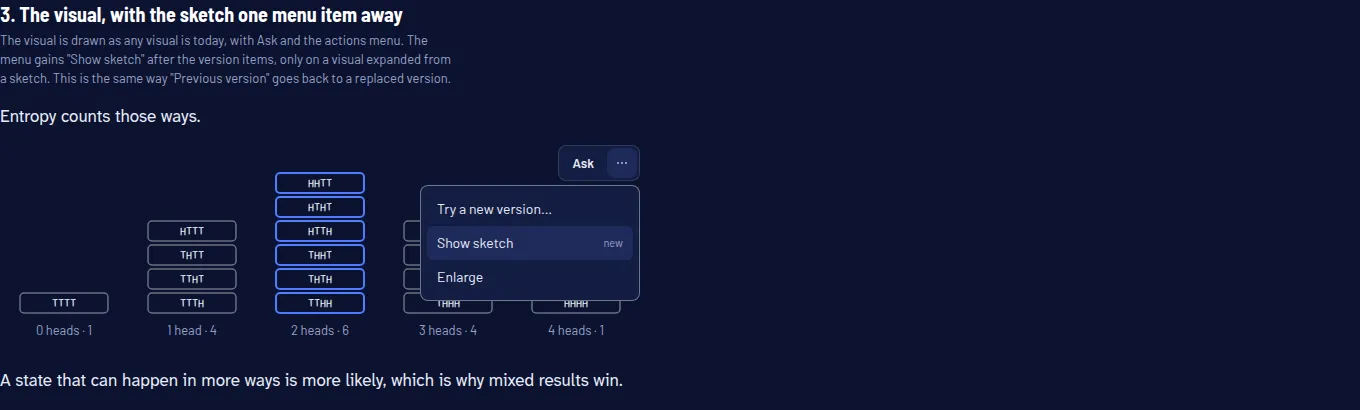 3. The visual, with the sketch one menu item away
The visual is drawn as any visual is today, with Ask and the actions menu. The
menu gains "Show sketch" after the version items, only on a visual expanded from
a sketch. This is the same way "Previous version" goes back to a replaced version.
Entropy counts those ways.
Ask ···
HHTT
HTHT
HTTH
THHT
THTH
TTHH
HTTT
THTT
TTHT
TTTH
TTTT
Try a new version...
Show sketch new
Enlarge
THHH
HHHH
0 heads · 1
1 head · 4
2 heads · 6
3 heads · 4
4 heads · 1
A state that can happen in more ways is more likely, which is why mixed results win.